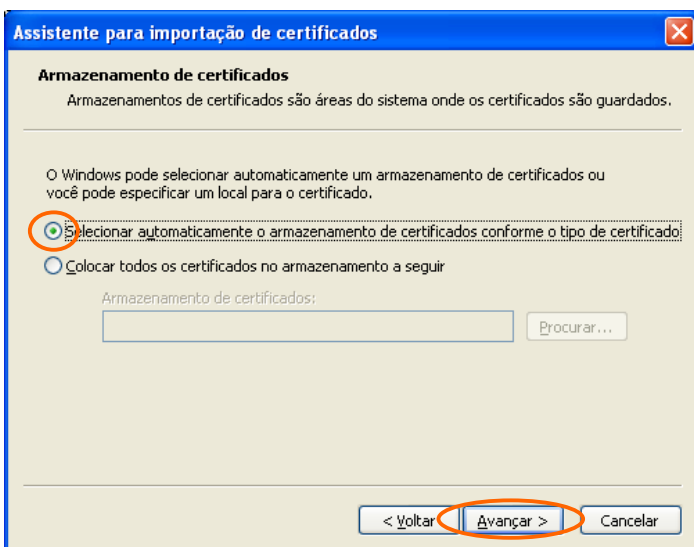 Assistente para importação de certificados
Armazenamento de certificados
Armazenamentos de certificados são áreas do sistema onde os certificados são guardados.
O Windows pode selecionar automaticamente um armazenamento de certificados ou
você pode especificar um local para o certificado.
Selecionar automaticamente o armazenamento de certificados conforme o tipo de certificado
Colocar todos os certificados no armazenamento a seguir
Armazenamento de certificados:
Procurar...
< Voltar
Avançar >
Cancelar